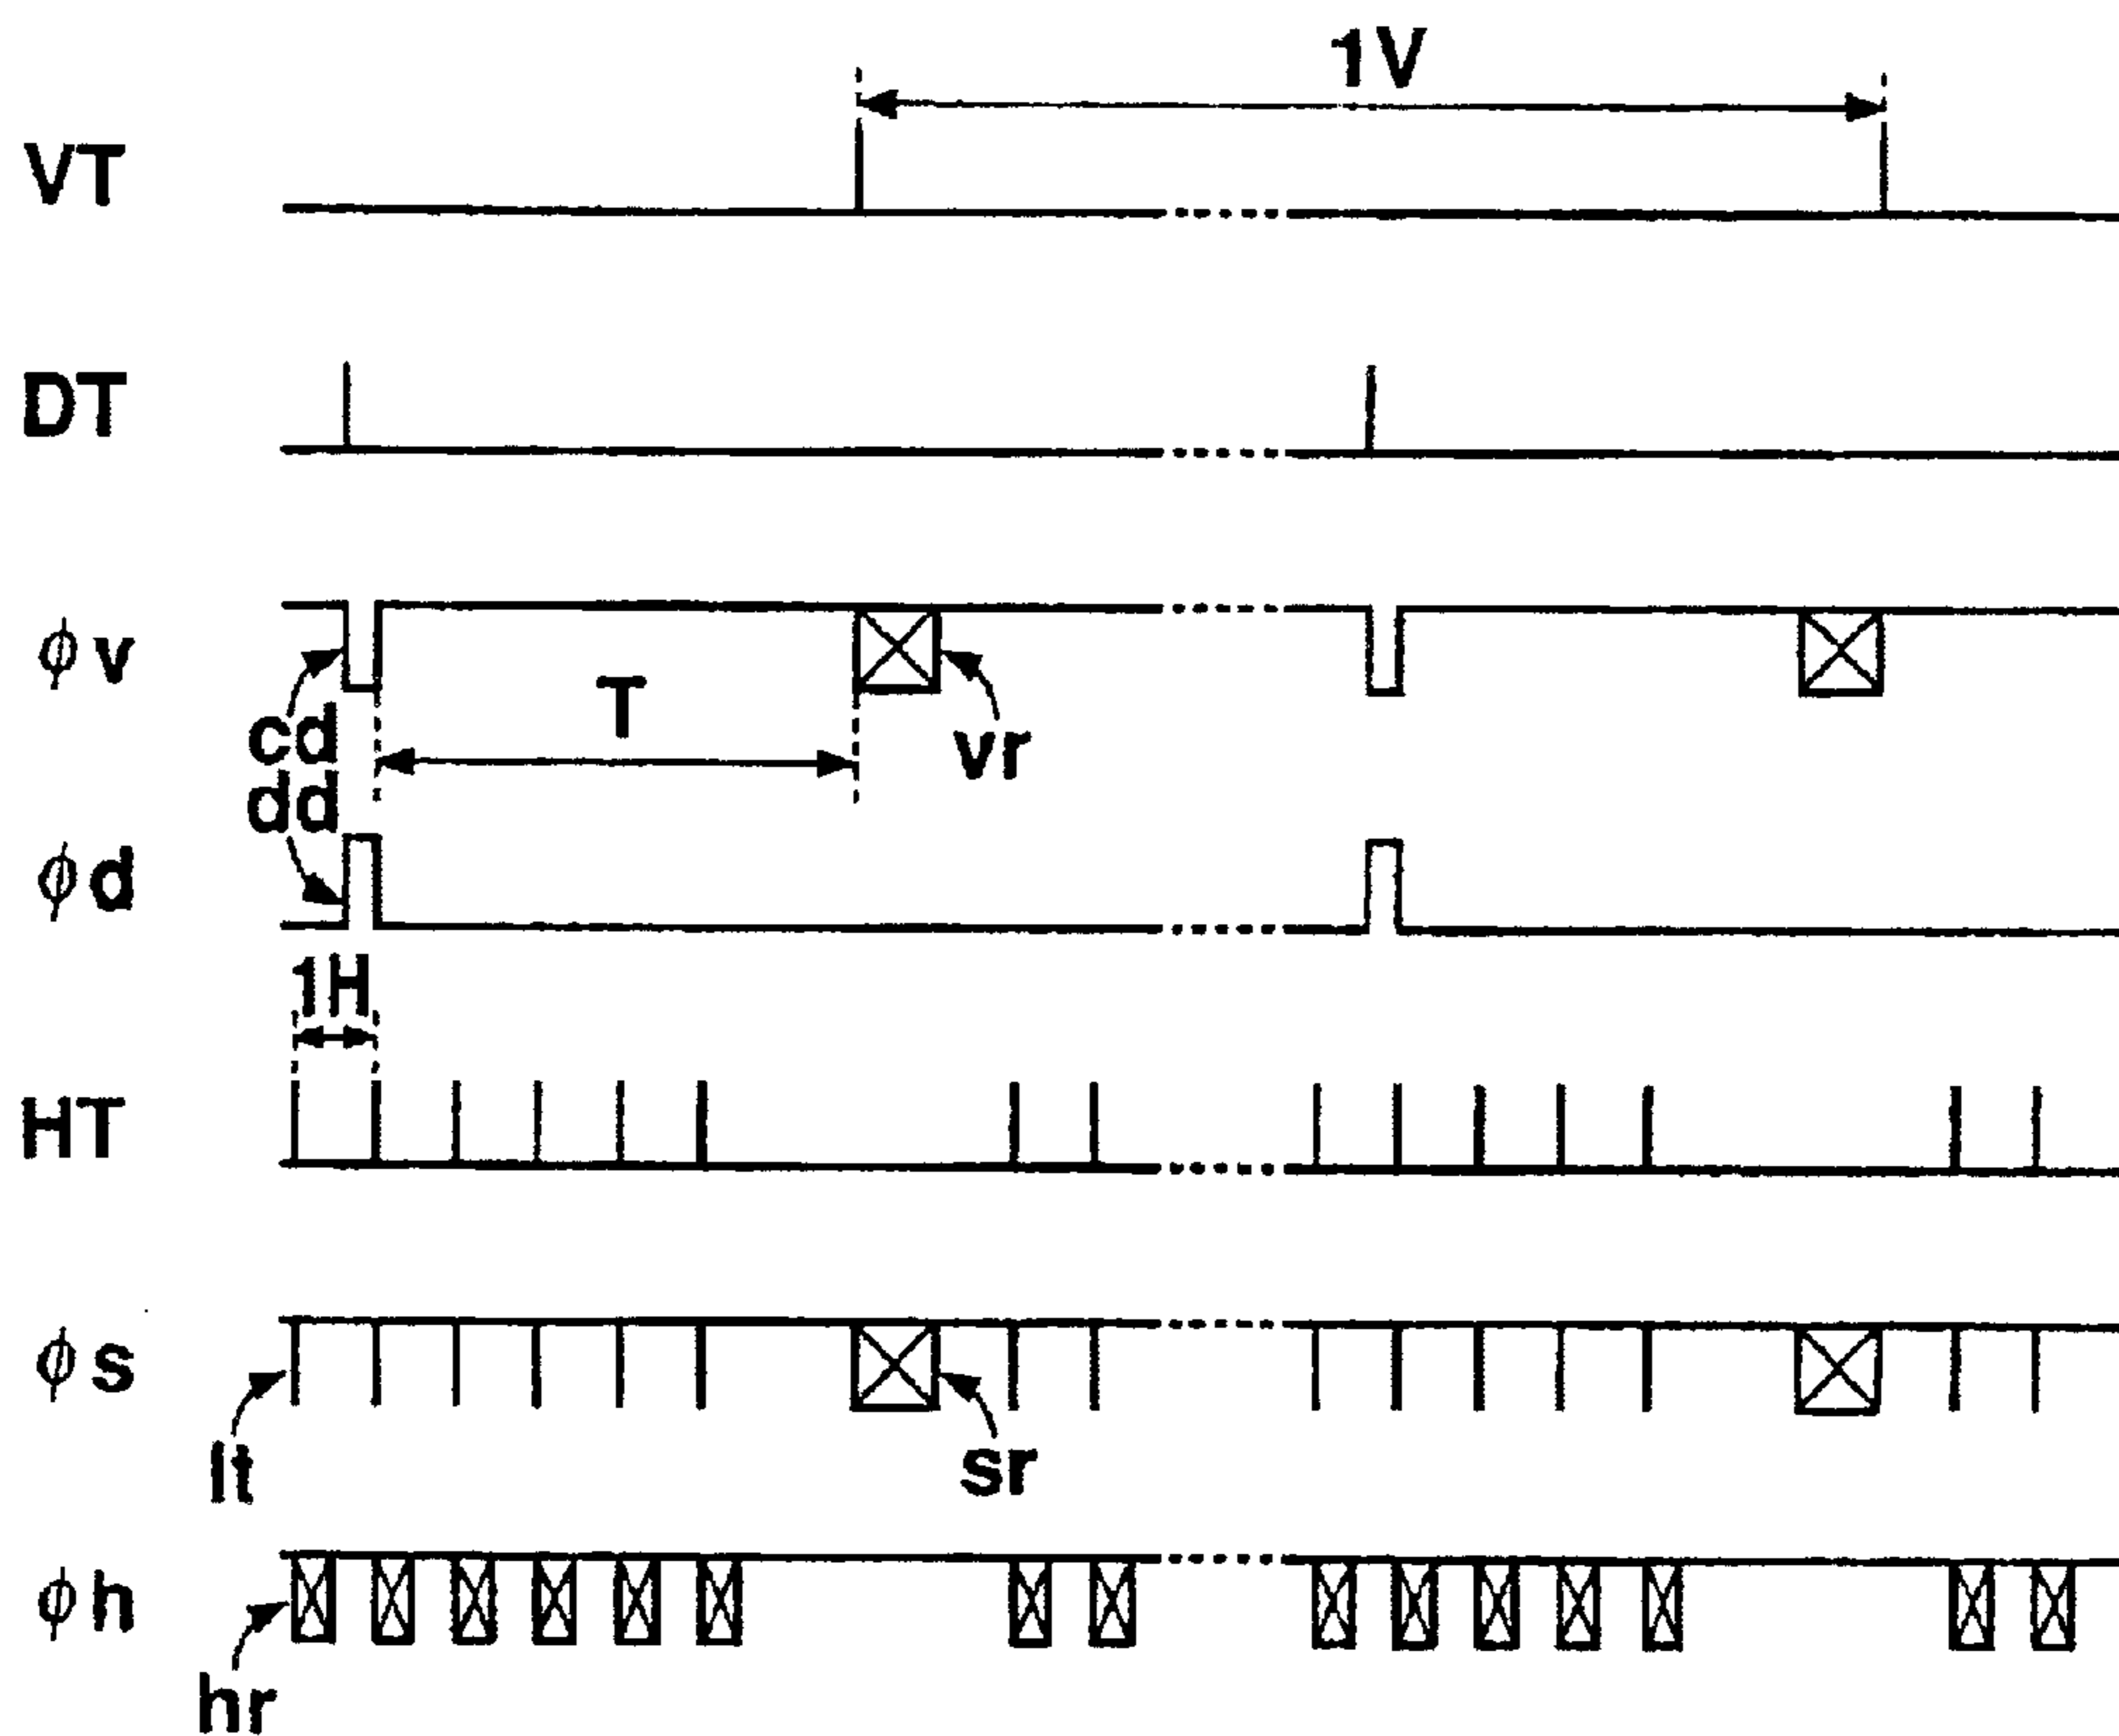 1V
VT
DT
φv
cd
T
vr
dd
φd
1H
HT
φs
lt
sr
φh
hr